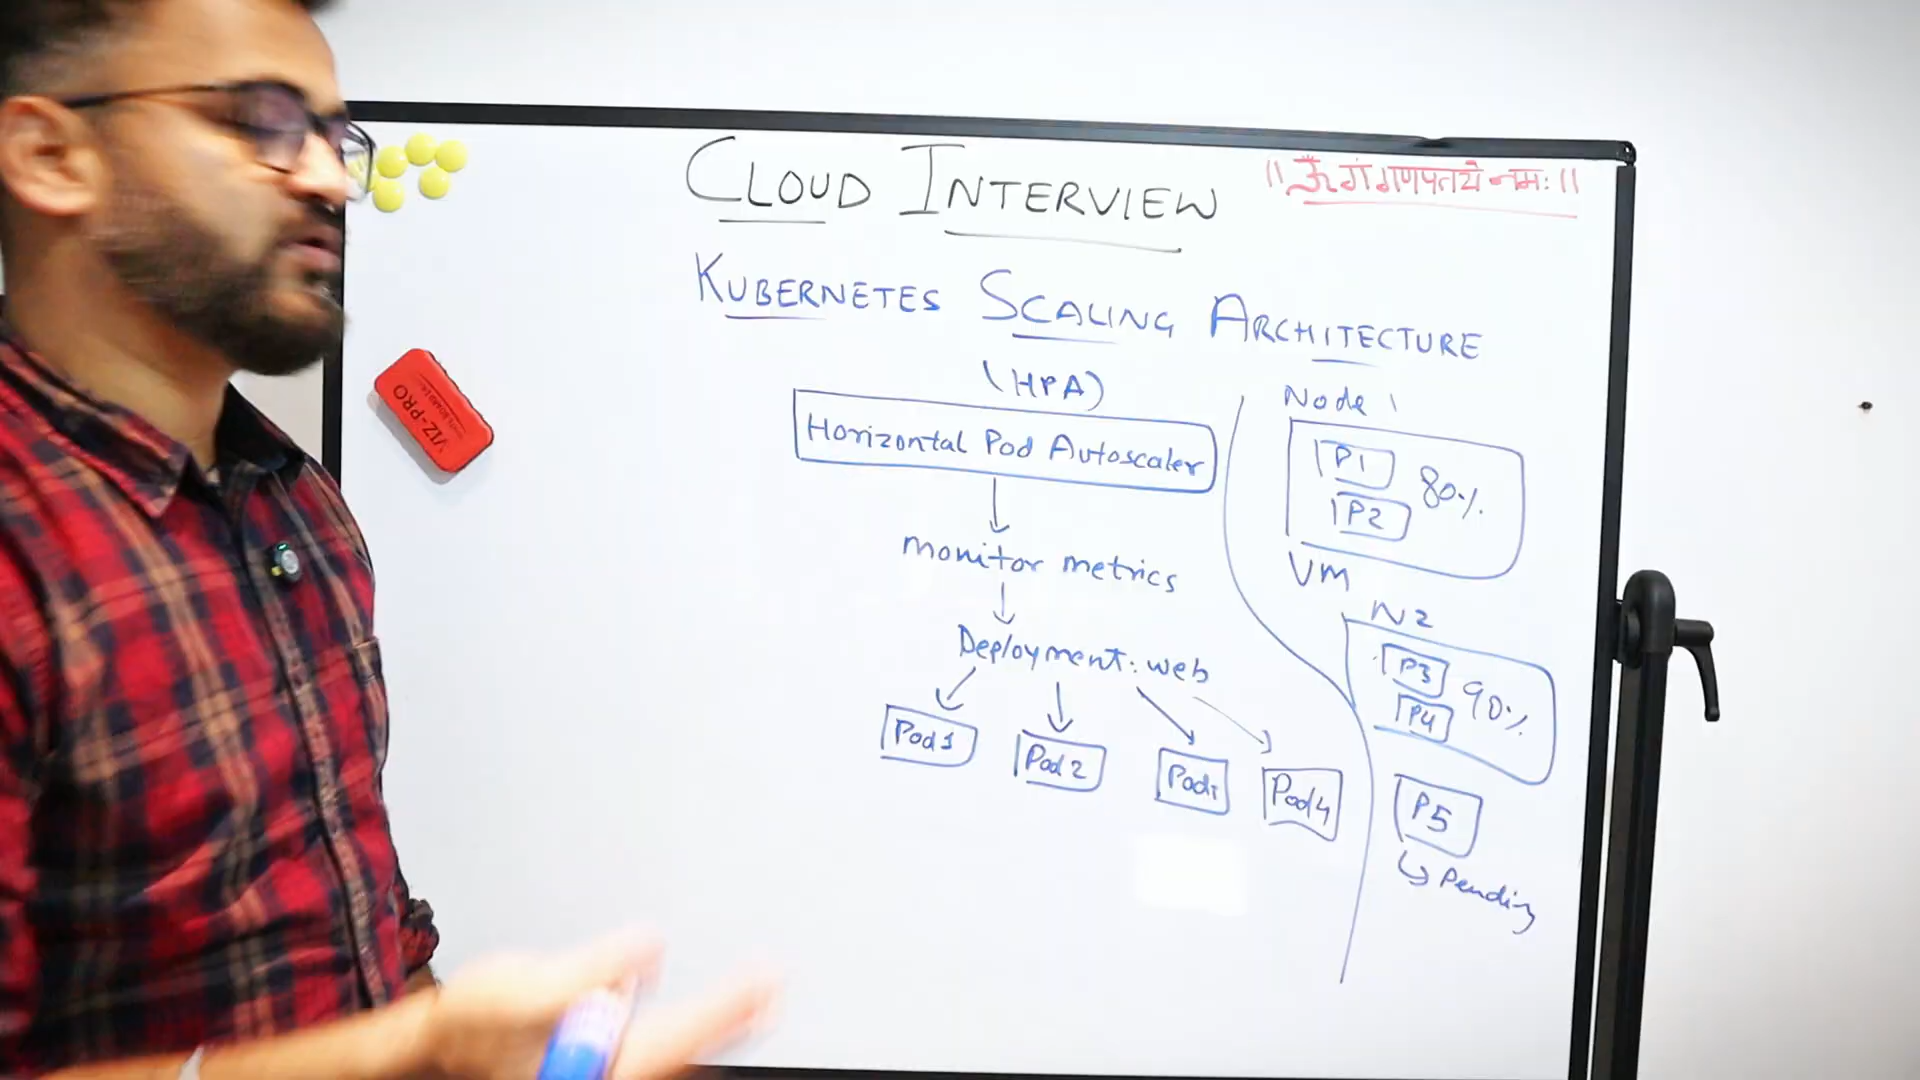 CLOUD INTERVIEW
॥ ॐ गं गणपतये नमः ॥
KUBERNETES SCALING ARCHITECTURE
(HPA)
Horizontal Pod Autoscaler
monitor metrics
Deployment: web
Pod 1
Pod 2
Pod
Pod 4
Node 1
P1
80%
P2
VM
N2
P3
90%
P4
P5
↳ Pending
VIZ-PRO